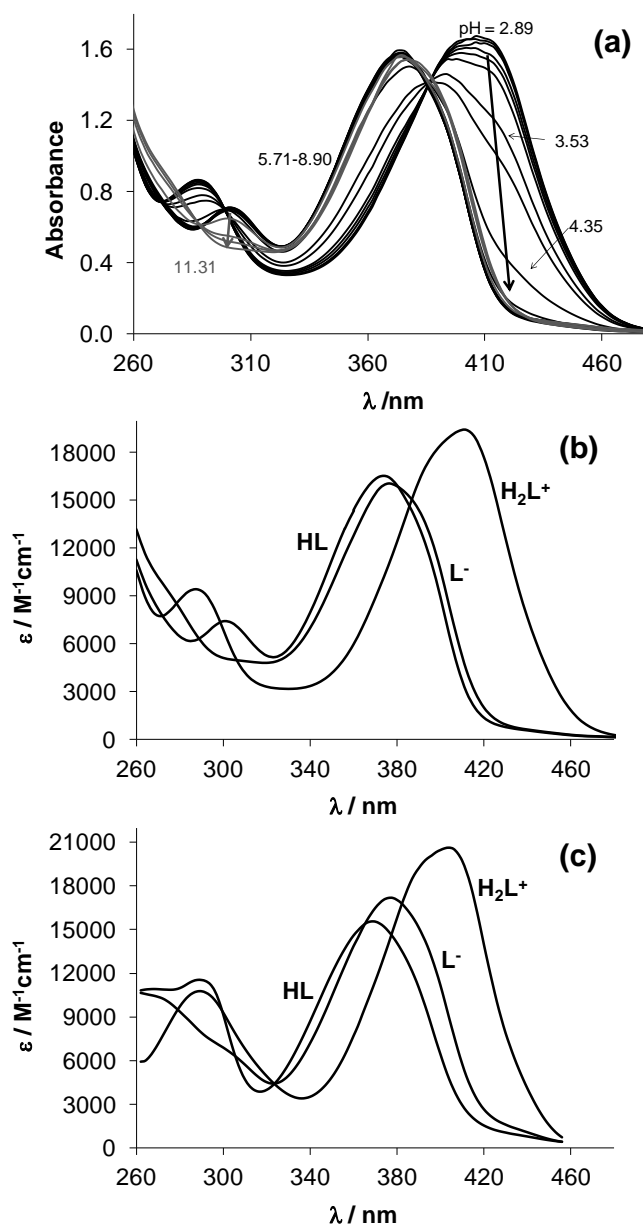 (a)
pH = 2.89
1.6
1.2
0.8
0.4
0.0
Absorbance
5.71-8.90
3.53
4.35
11.31
260 310 360 410 460
λ /nm
(b)
18000
15000
12000
9000
6000
3000
0
ε / M⁻¹cm⁻¹
HL
L⁻
H₂L⁺
260 300 340 380 420 460
λ / nm
(c)
21000
18000
15000
12000
9000
6000
3000
0
ε / M⁻¹cm⁻¹
HL
L⁻
H₂L⁺
260 300 340 380 420 460
λ / nm